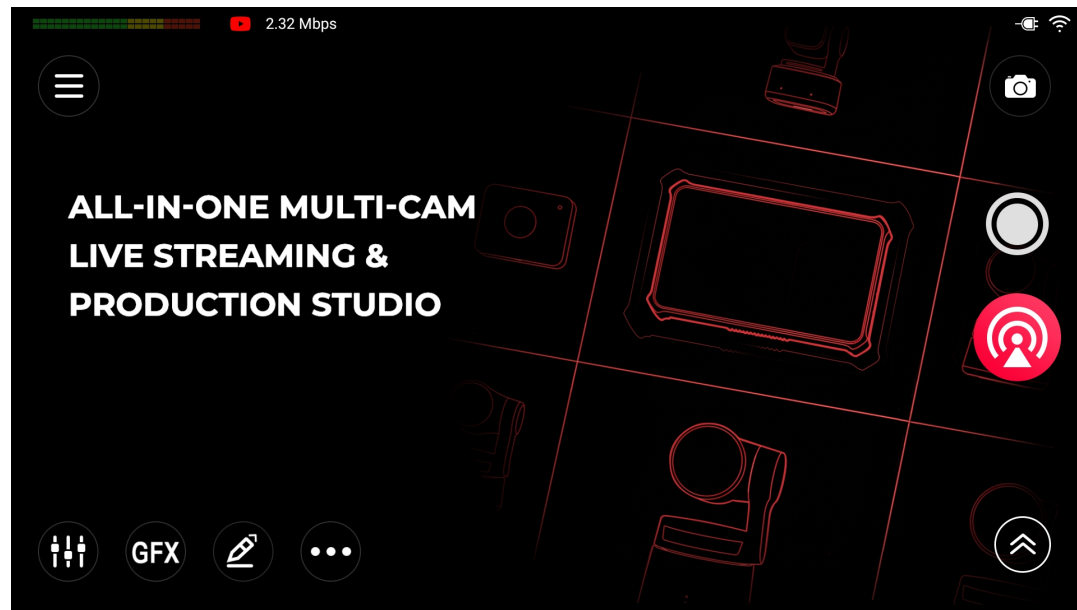 2.32 Mbps
ALL-IN-ONE MULTI-CAM
LIVE STREAMING &
PRODUCTION STUDIO
GFX